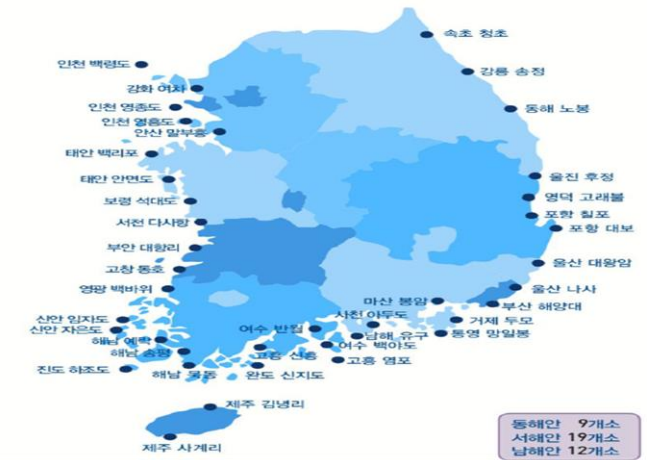 속초 청초
강릉 송정
동해 노봉
울진 후정
영덕 고래불
포항 칠포
포항 대보
울산 대왕암
울산 나사
부산 해양대
거제 두모
통영 망일봉
마산 봉암
사천 아두도
남해 유구
여수 반월
여수 백야도
고흥 염포
고흥 신흥
완도 신지도
해남
해남 송평
해남 예락
진도 하조도
신안 자은도
신안 임자도
영광 백바위
고창 동호
부안 대항리
서천 다사항
보령 석대도
태안 안면도
태안 백리포
안산 말부흥
인천 영흥도
인천 영종도
강화 여차
인천 백령도
제주 김녕리
제주 사계리
동해안 9개소
서해안 19개소
남해안 12개소